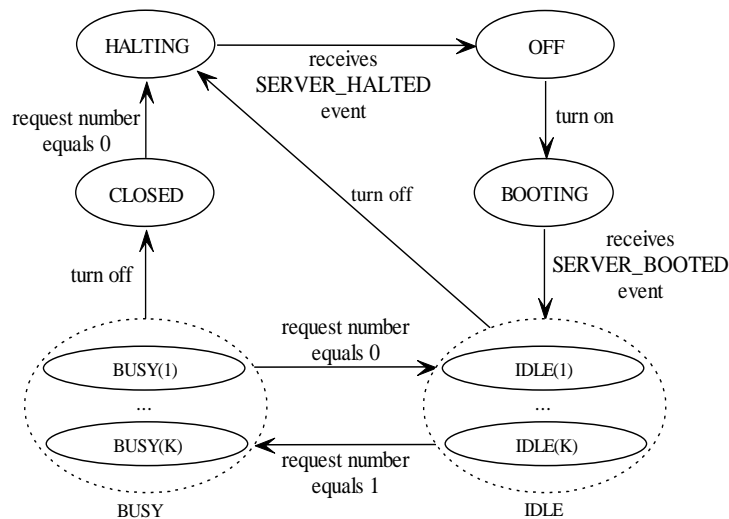 HALTING
OFF
receives
SERVER_HALTED
event
request number
equals 0
turn on
CLOSED
turn off
BOOTING
receives
SERVER_BOOTED
event
turn off
request number
equals 0
BUSY(1)
IDLE(1)
...
...
BUSY(K)
IDLE(K)
request number
equals 1
BUSY
IDLE